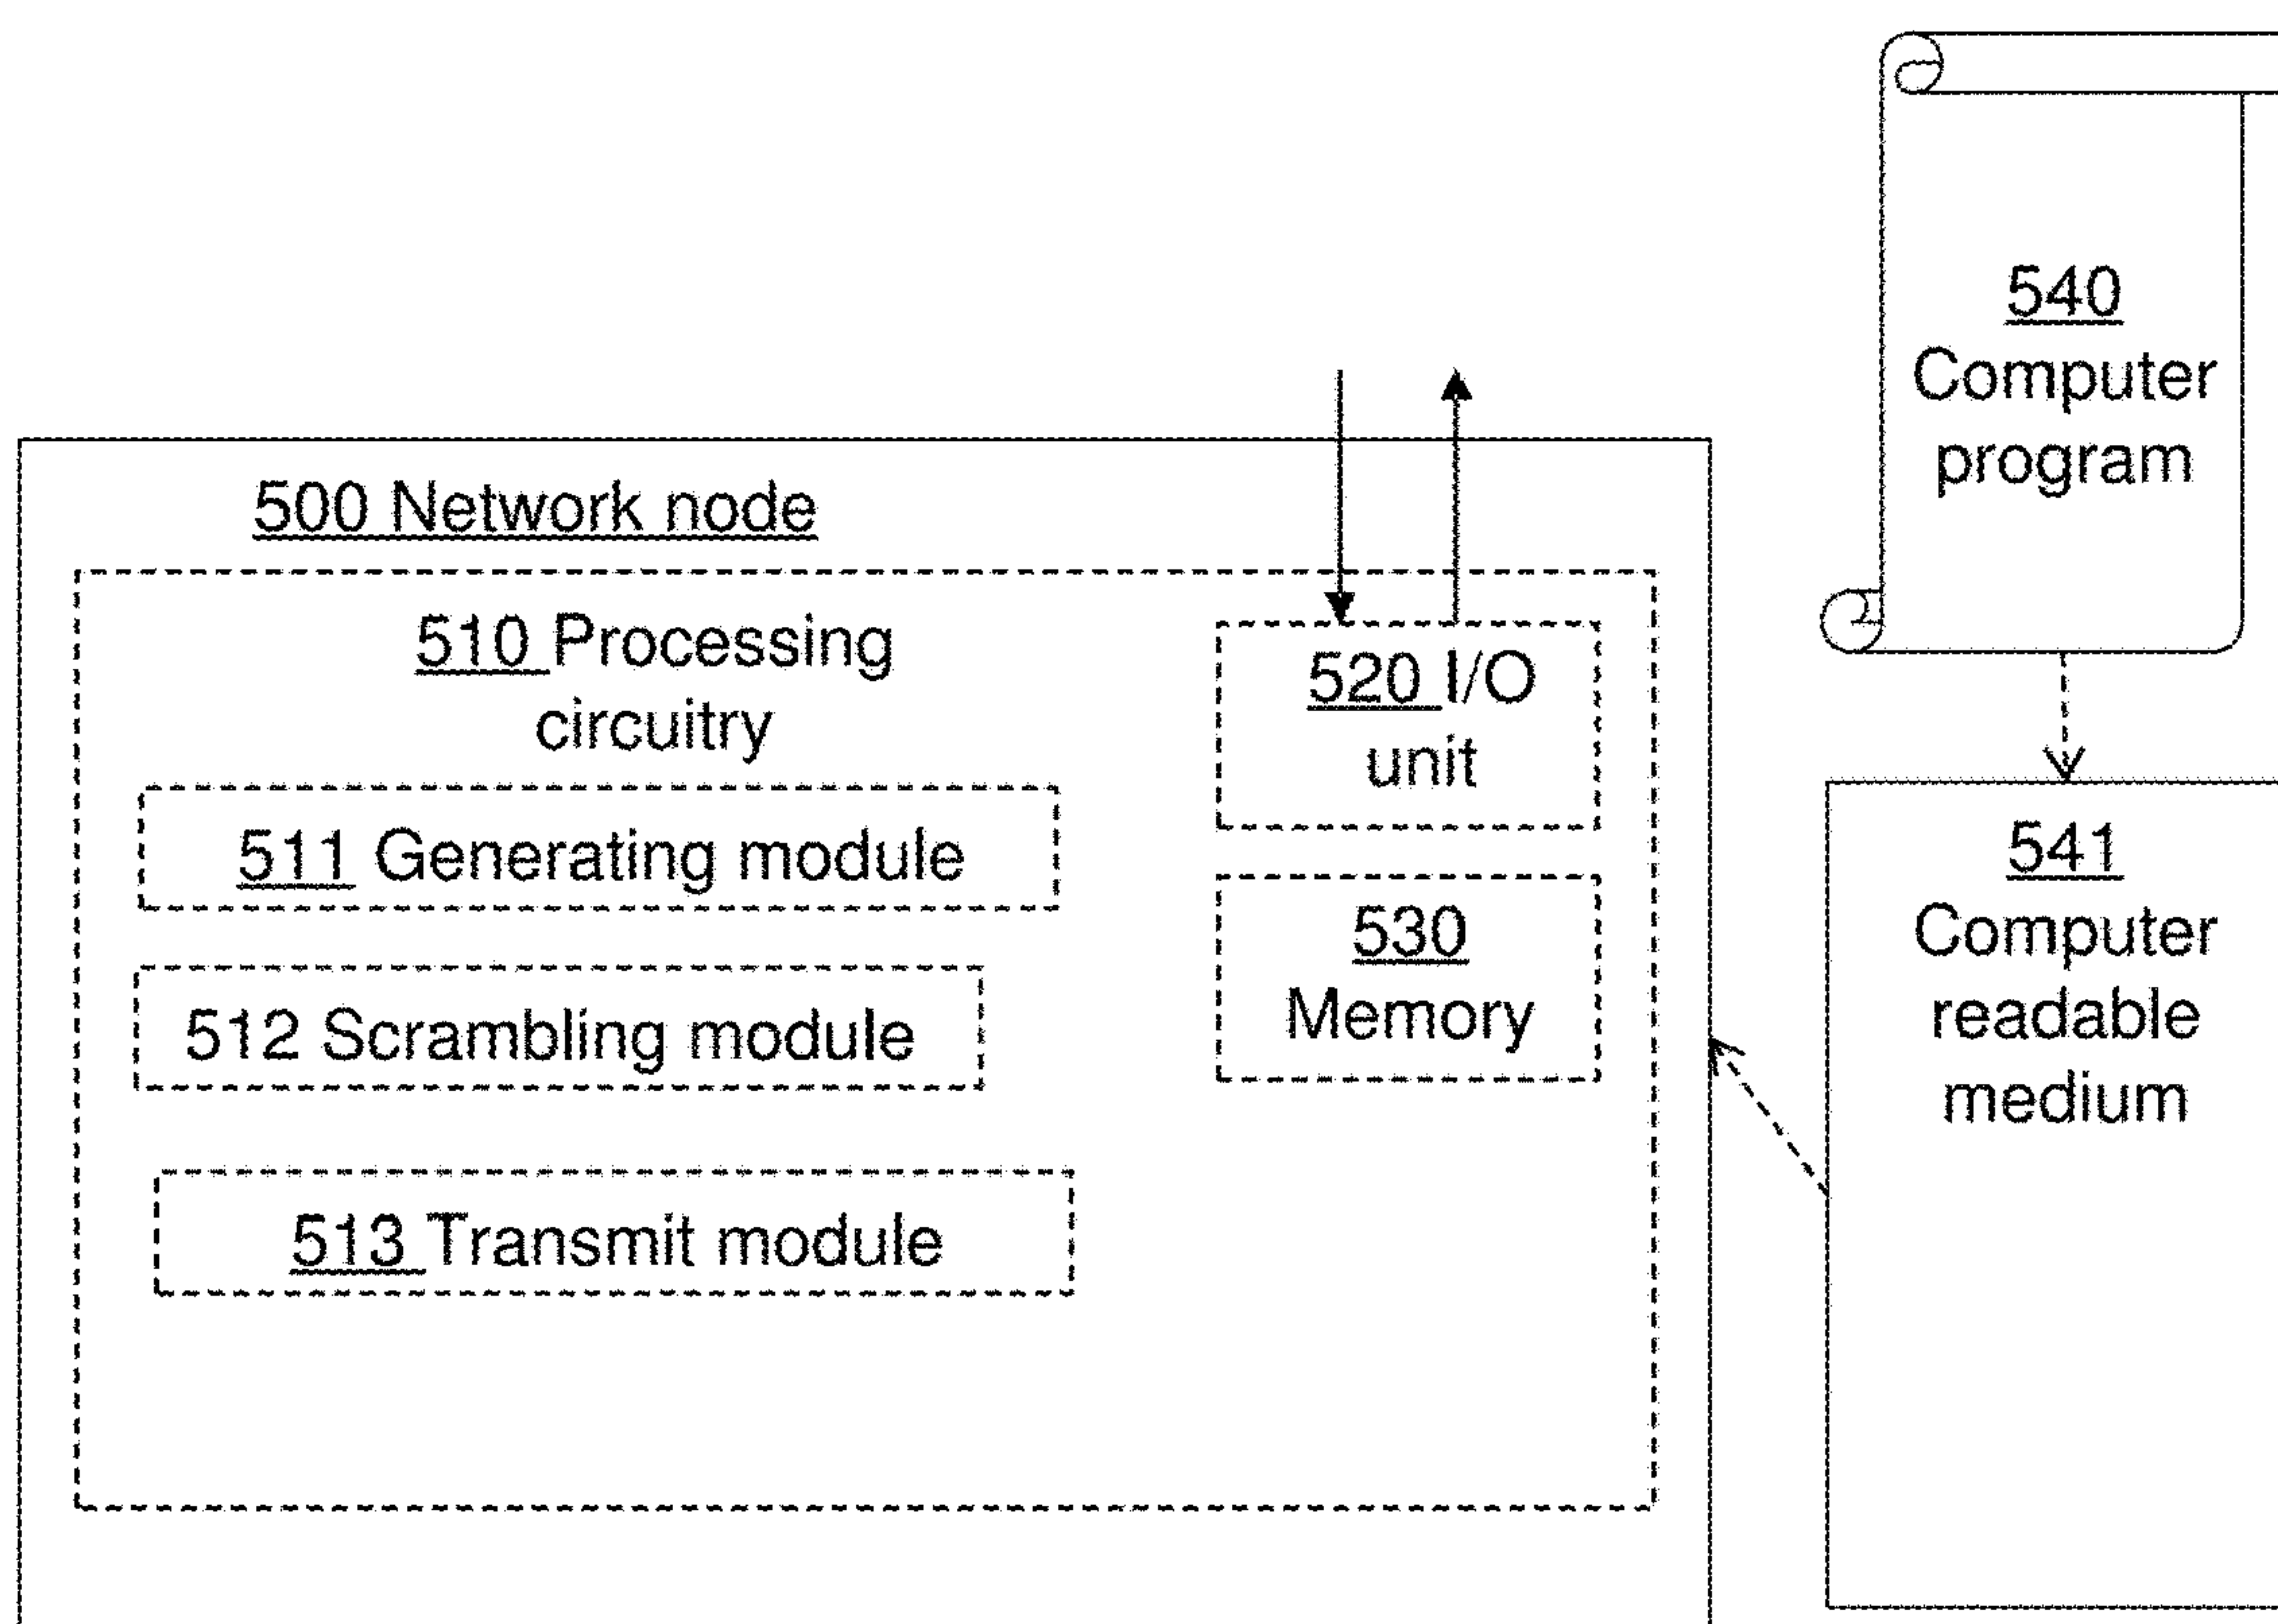 500 Network node
510 Processing
circuitry
511 Generating module
512 Scrambling module
513 Transmit module
520 I/O
unit
530
Memory
540
Computer
program
541
Computer
readable
medium